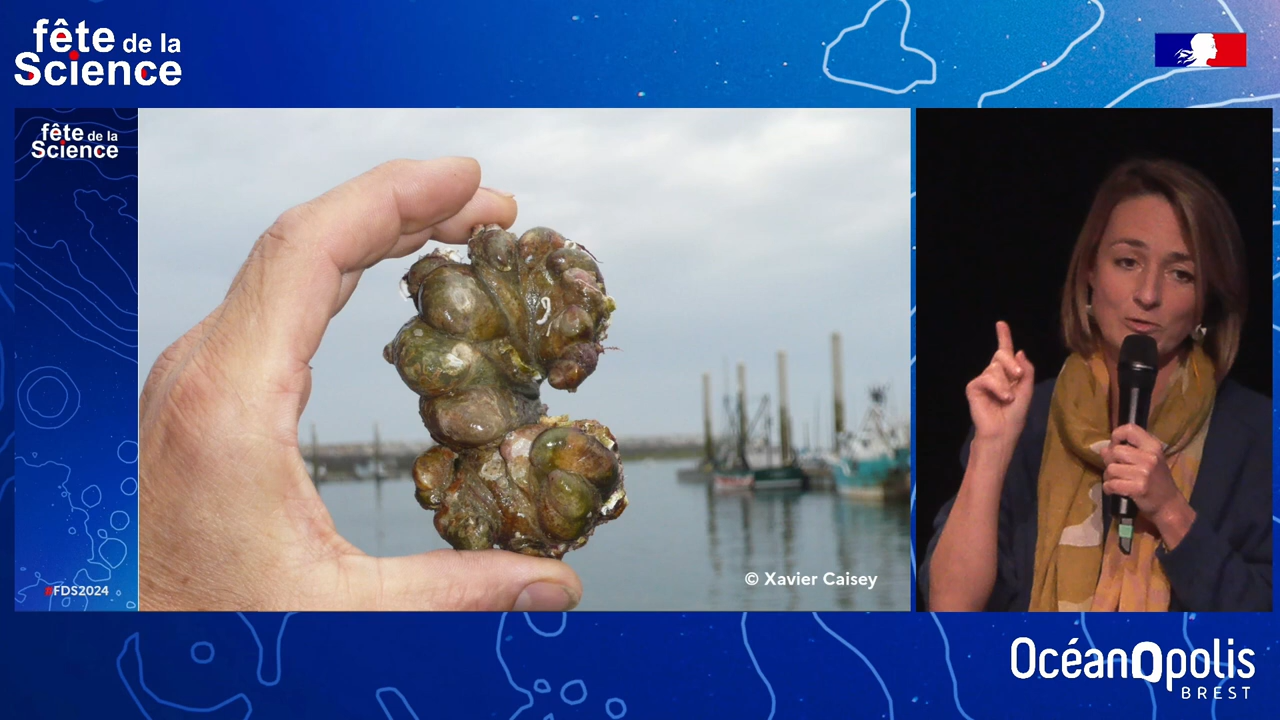 fête de la
Science
fête de la
Science
#FDS2024
© Xavier Caisey
OcéanOpolis
BREST